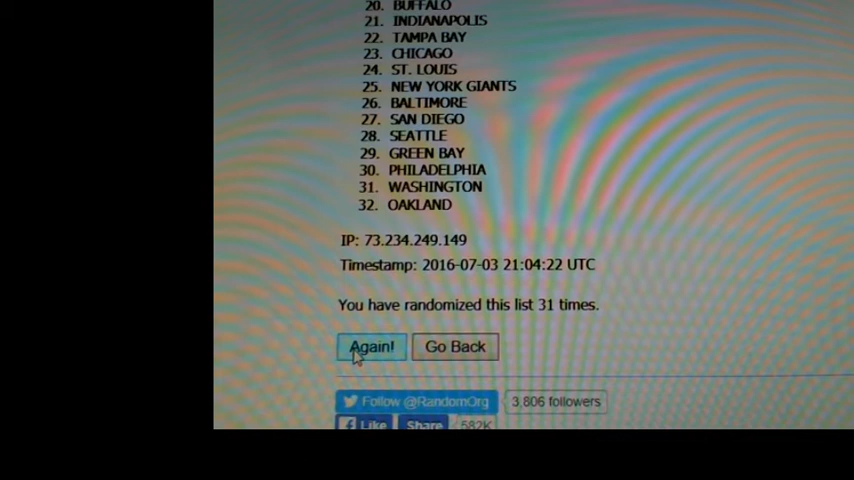 20. BUFFALO
21. INDIANAPOLIS
22. TAMPA BAY
23. CHICAGO
24. ST. LOUIS
25. NEW YORK GIANTS
26. BALTIMORE
27. SAN DIEGO
28. SEATTLE
29. GREEN BAY
30. PHILADELPHIA
31. WASHINGTON
32. OAKLAND
IP: 73.234.249.149
Timestamp: 2016-07-03 21:04:22 UTC
You have randomized this list 31 times.
Again! Go Back
Follow @RandomOrg 3,806 followers
Like Share 582K